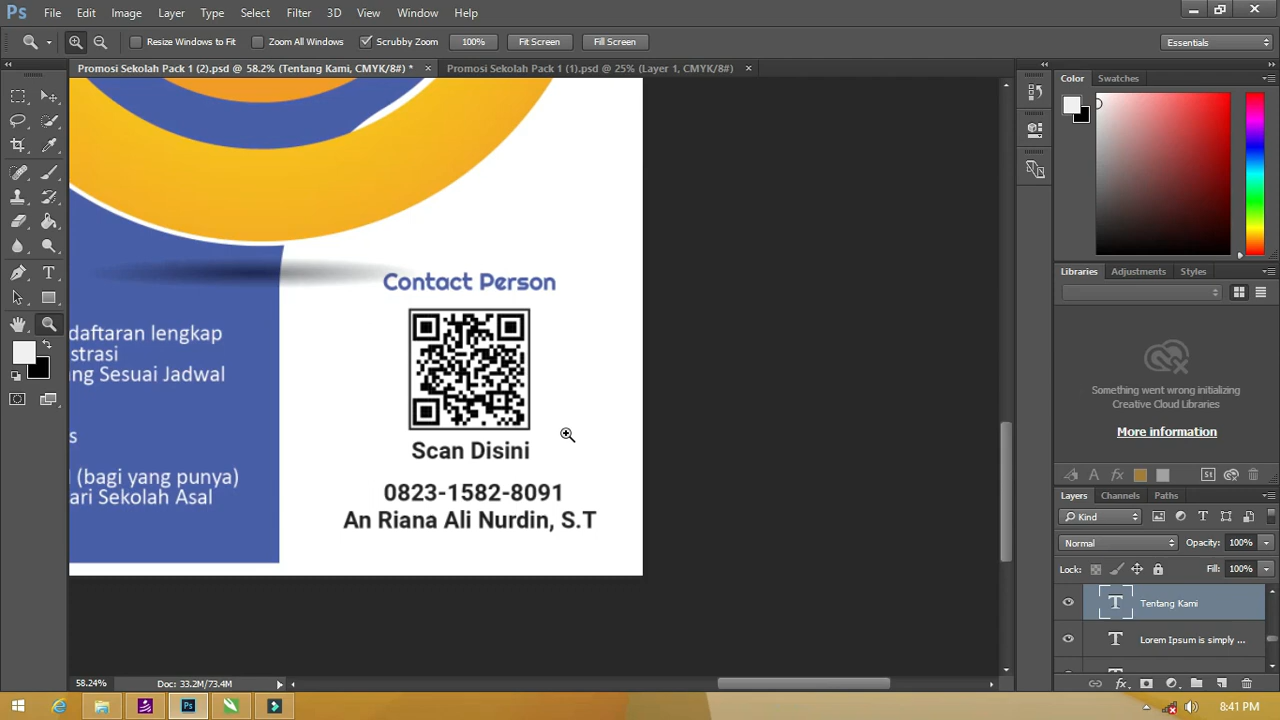 Ps File Edit Image Layer Type Select Filter 3D View Window Help
Resize Windows to Fit Zoom All Windows Scrubby Zoom 100% Fit Screen Fill Screen Essentials
Promosi Sekolah Pack 1 (2).psd @ 58.2% (Tentang Kami, CMYK/8#) * × Promosi Sekolah Pack 1 (1).psd @ 25% (Layer 1, CMYK/8#) ×
Color Swatches
Libraries Adjustments Styles
Something went wrong initializing
Creative Cloud Libraries
More information
Layers Channels Paths
Kind
Normal Opacity: 100%
Lock: Fill: 100%
T Tentang Kami
T Lorem Ipsum is simply ...
daftaran lengkap
strasi
ng Sesuai Jadwal
s
l (bagi yang punya)
ari Sekolah Asal
Contact Person
Scan Disini
0823-1582-8091
An Riana Ali Nurdin, S.T
58.24% Doc: 33.2M/73.4M
8:41 PM